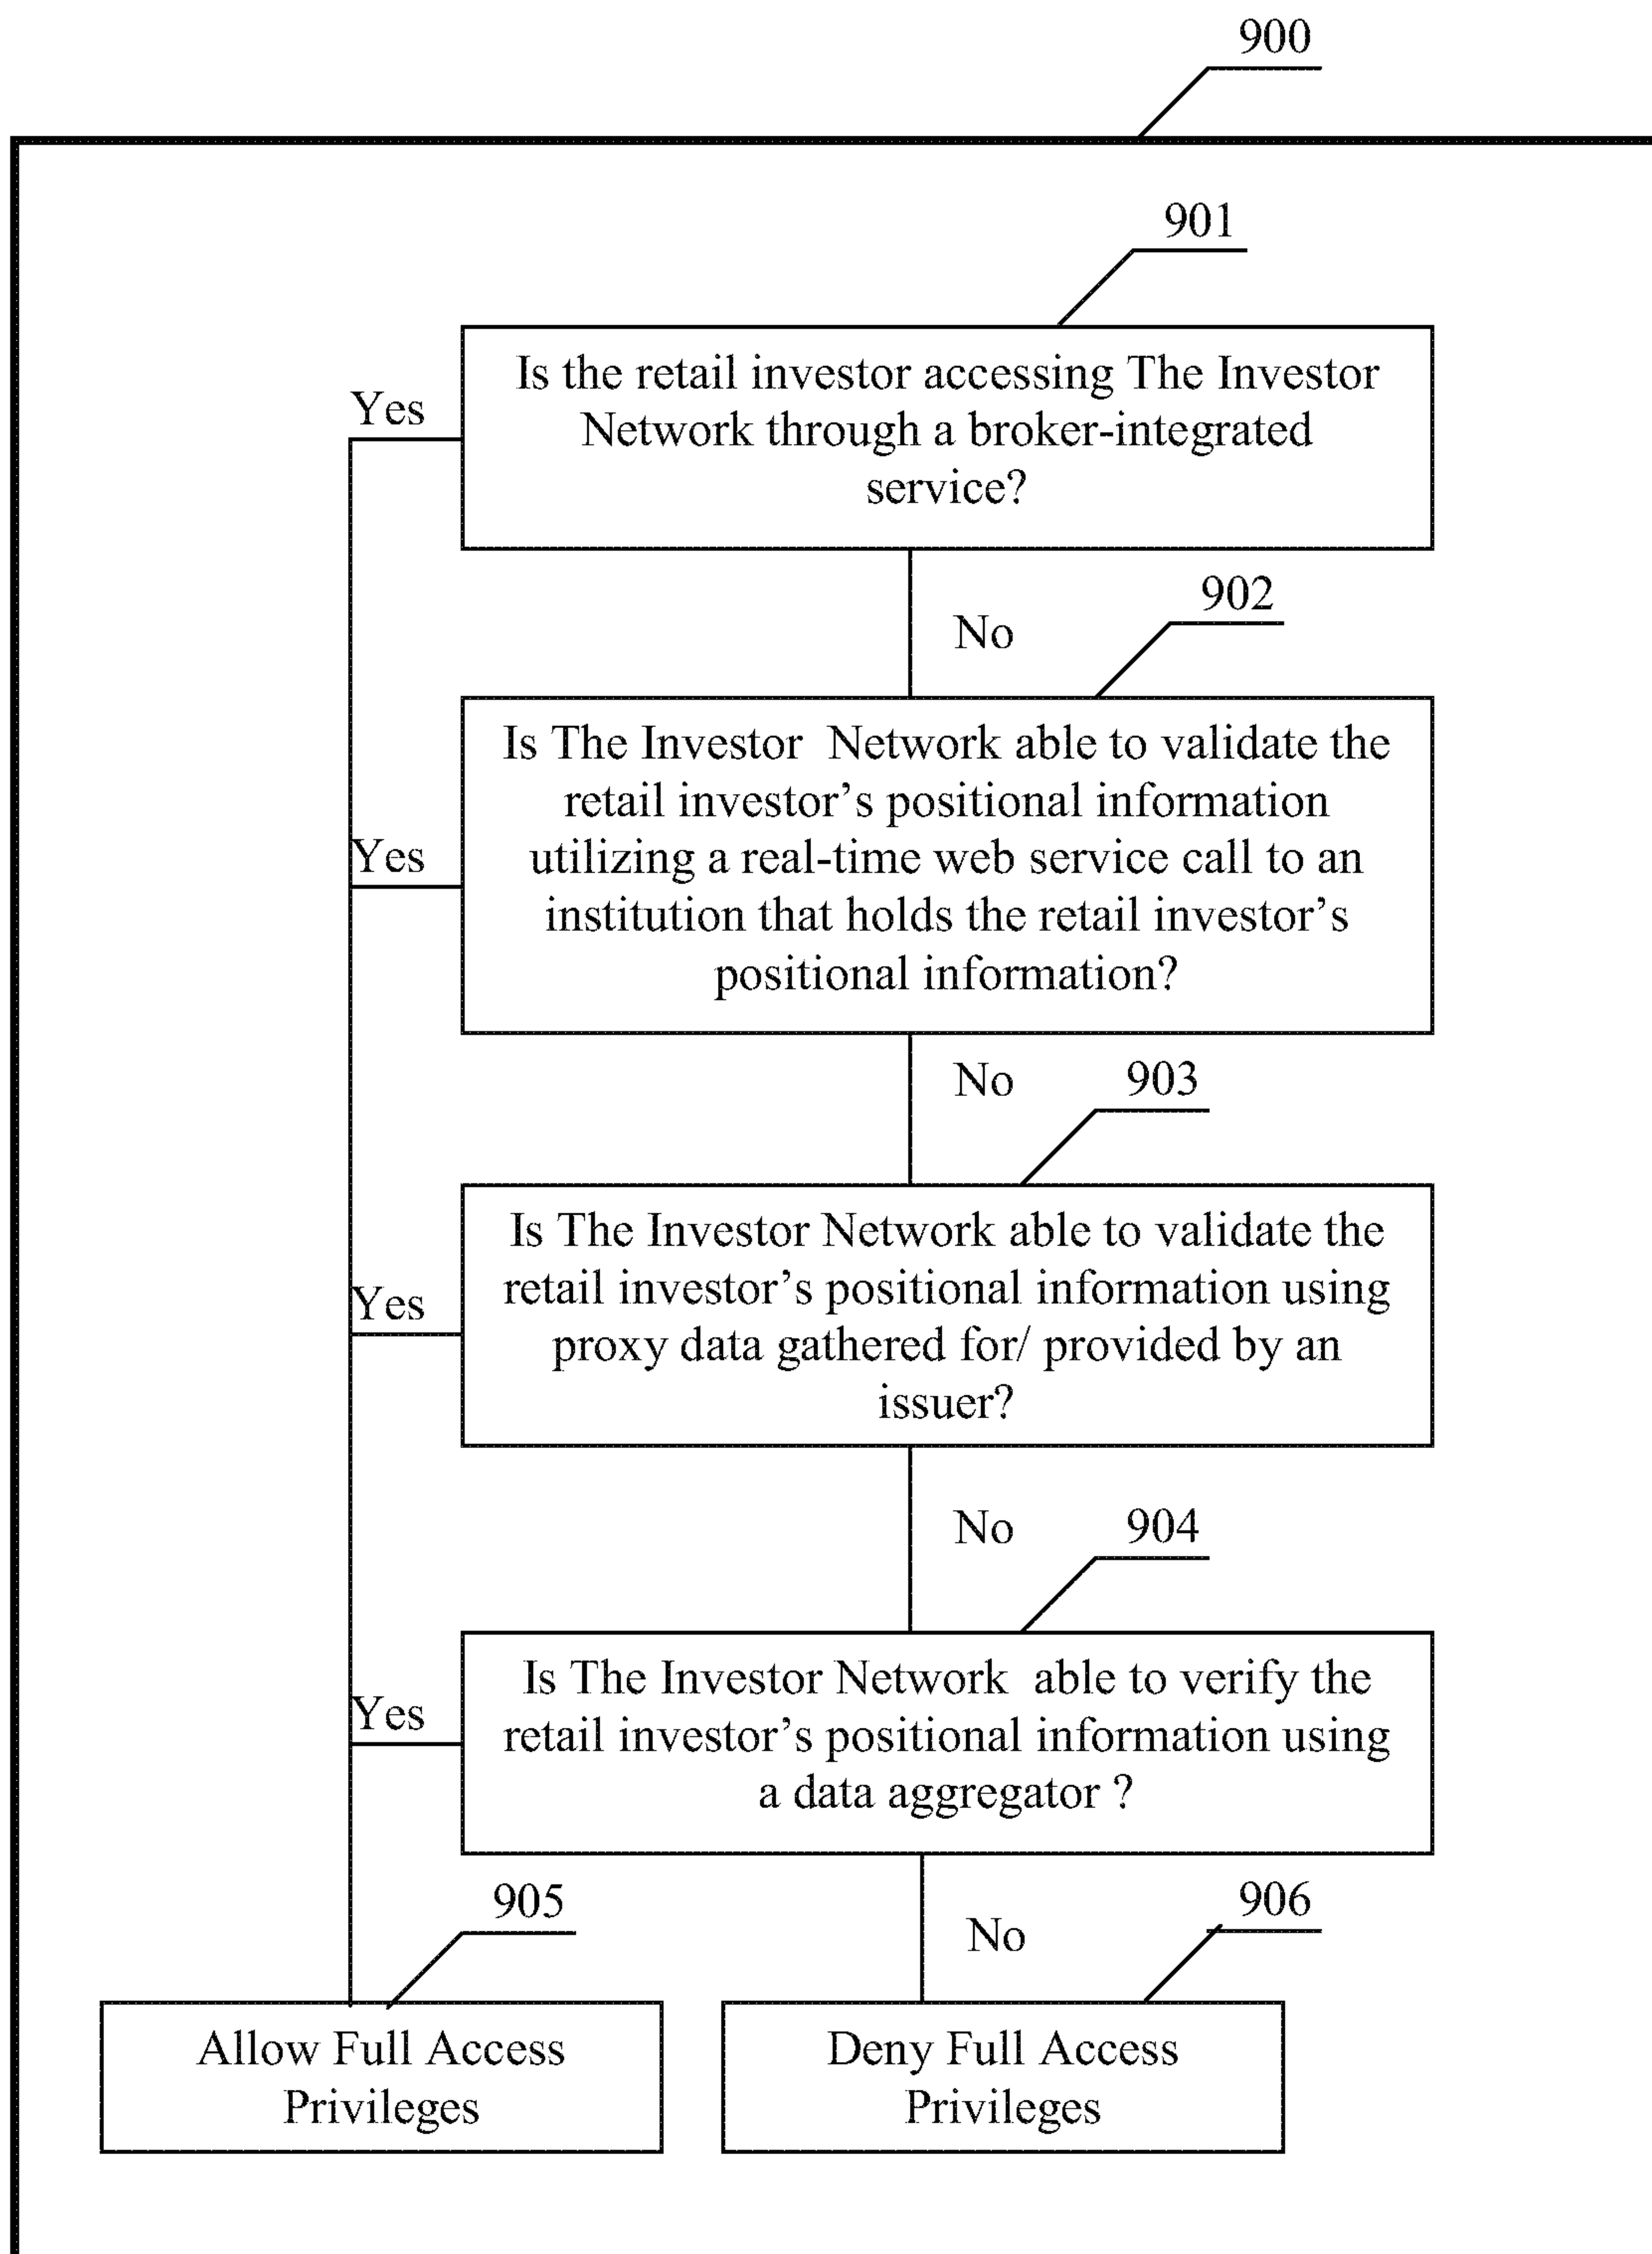 900
901
Is the retail investor accessing The Investor
Network through a broker-integrated
service?
Yes
No
902
Is The Investor Network able to validate the
retail investor’s positional information
utilizing a real-time web service call to an
institution that holds the retail investor’s
positional information?
Yes
No
903
Is The Investor Network able to validate the
retail investor’s positional information using
proxy data gathered for/ provided by an
issuer?
Yes
No
904
Is The Investor Network able to verify the
retail investor’s positional information using
a data aggregator ?
Yes
No
905
906
Allow Full Access
Privileges
Deny Full Access
Privileges